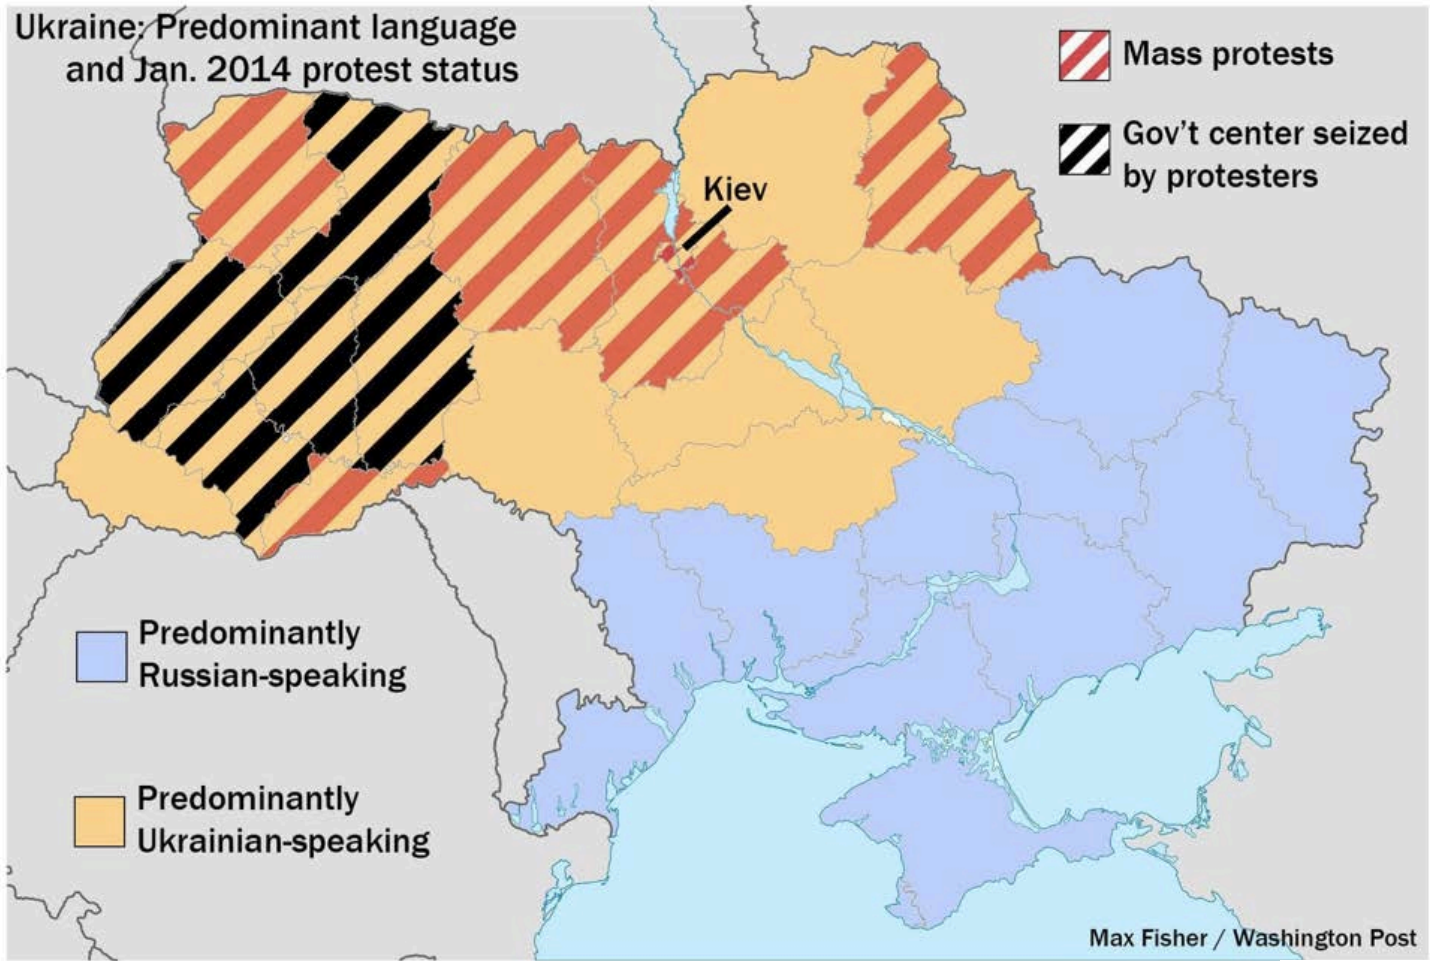 Ukraine: Predominant language
and Jan. 2014 protest status
Mass protests
Gov't center seized
by protesters
Kiev
Predominantly
Russian-speaking
Predominantly
Ukrainian-speaking
Max Fisher / Washington Post